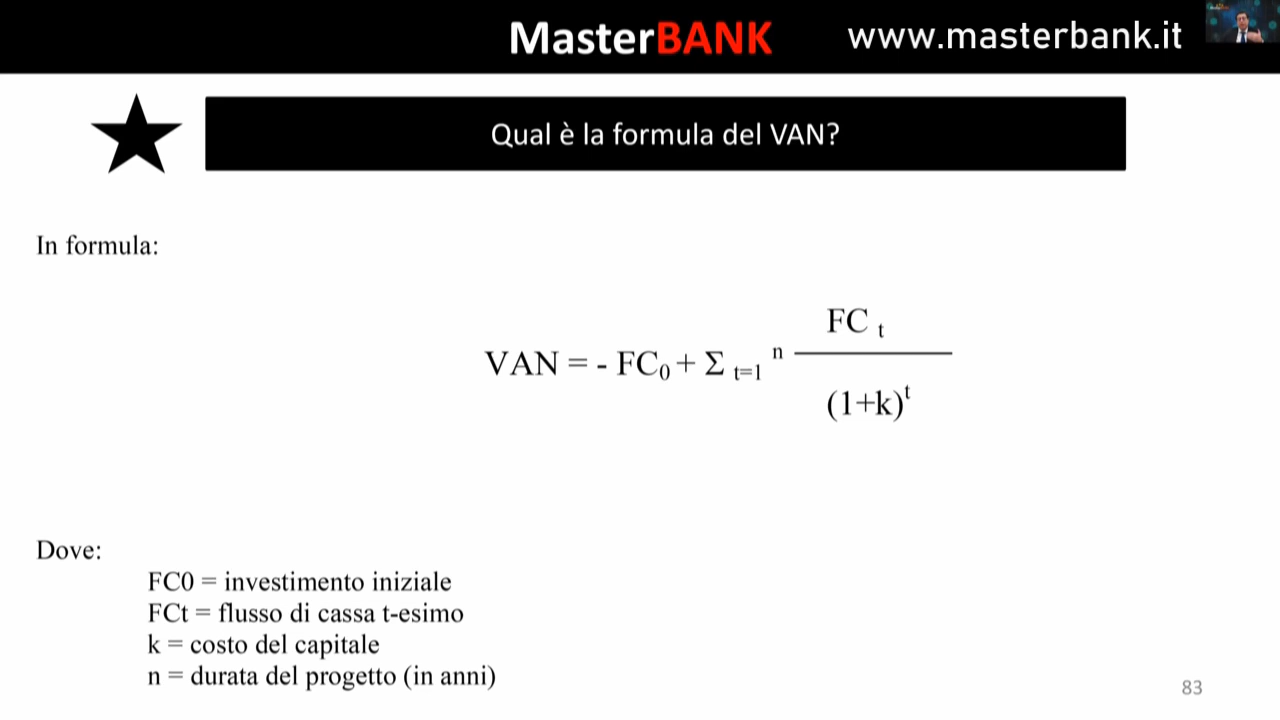 MasterBANK www.masterbank.it
Qual è la formula del VAN?
In formula:
VAN = - FC₀ + Σ t=1 n FC t / (1+k)ᵗ
Dove:
FC0 = investimento iniziale
FCt = flusso di cassa t-esimo
k = costo del capitale
n = durata del progetto (in anni)
83